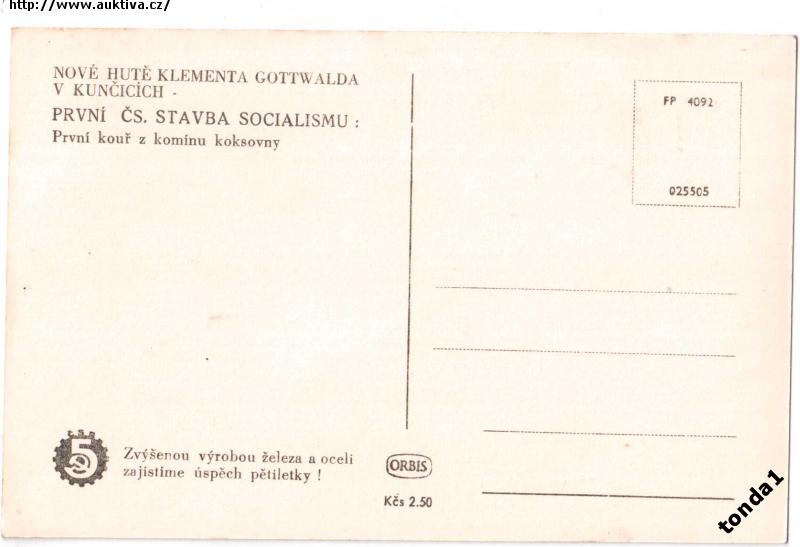 http://www.auktiva.cz/
NOVÉ HUTĚ KLEMENTA GOTTWALDA
V KUNČICÍCH -
PRVNÍ ČS. STAVBA SOCIALISMU :
První kouř z komínu koksovny
FP 4092
025505
Č.S.R
5
Zvýšenou výrobou železa a oceli
zajistíme úspěch pětiletky !
ORBIS
Kčs 2.50
tonda1